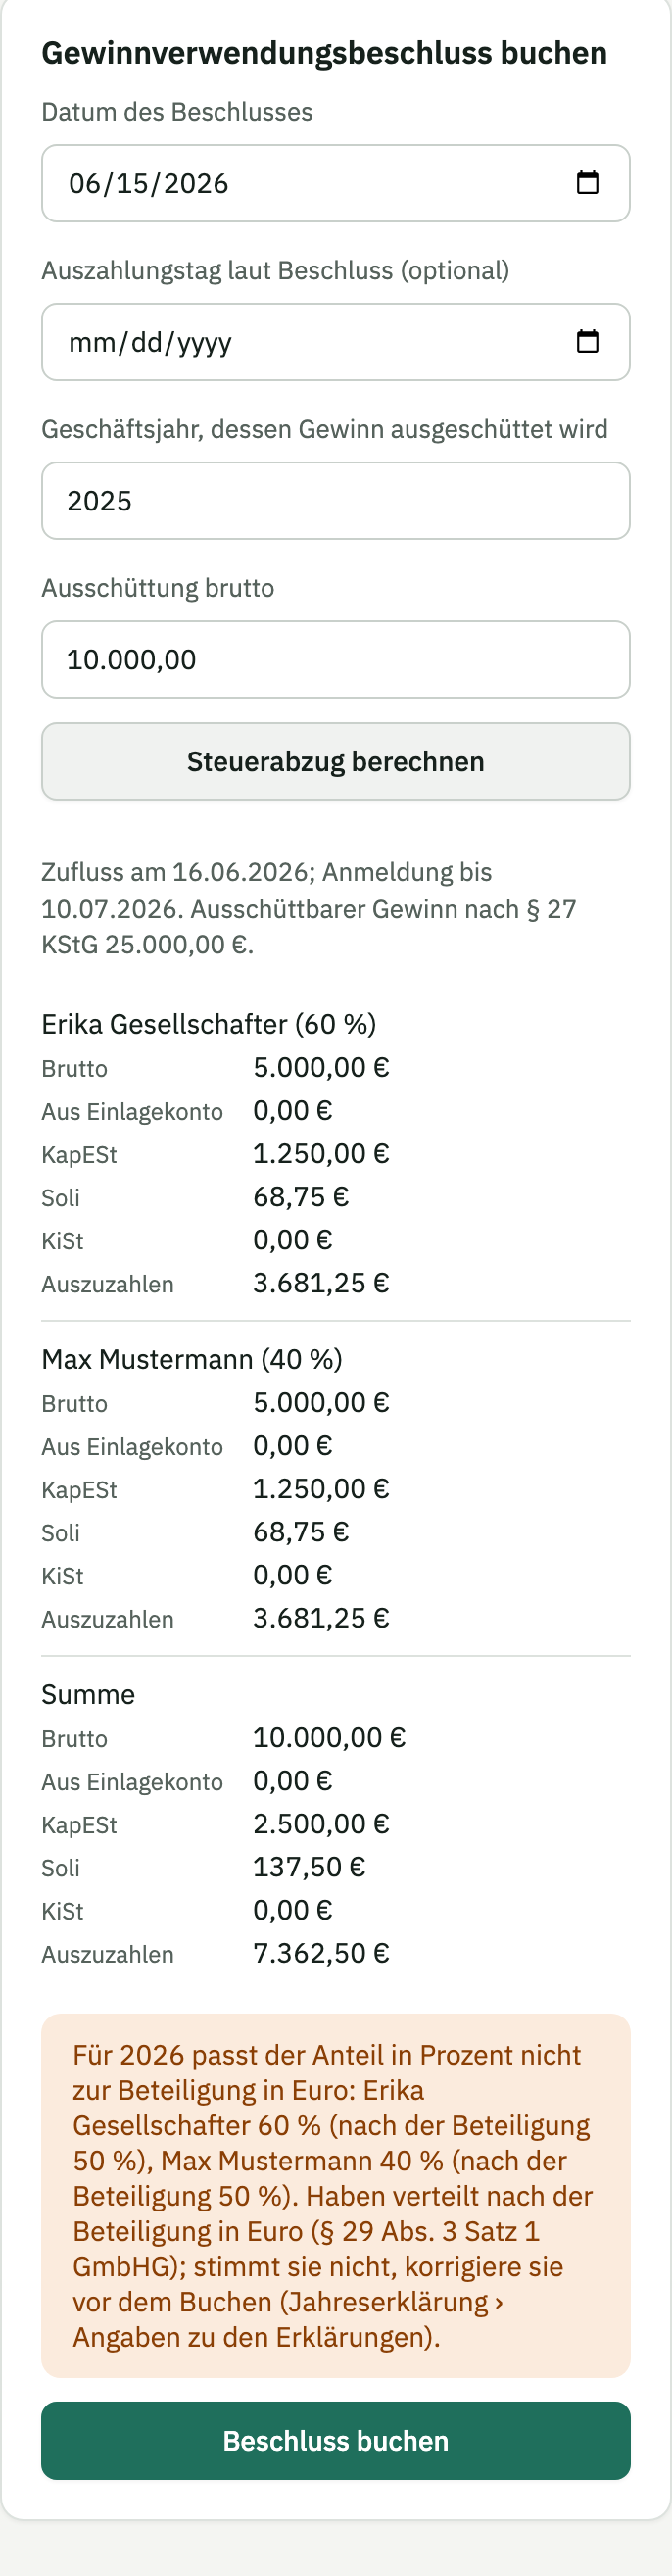 Gewinnverwendungsbeschluss buchen
Datum des Beschlusses
06/15/2026
Auszahlungstag laut Beschluss (optional)
mm/dd/yyyy
Geschäftsjahr, dessen Gewinn ausgeschüttet wird
2025
Ausschüttung brutto
10.000,00
Steuerabzug berechnen
Zufluss am 16.06.2026; Anmeldung bis
10.07.2026. Ausschüttbarer Gewinn nach § 27
KStG 25.000,00 €.
Erika Gesellschafter (60 %)
Brutto 5.000,00 €
Aus Einlagekonto 0,00 €
KapESt 1.250,00 €
Soli 68,75 €
KiSt 0,00 €
Auszuzahlen 3.681,25 €
Max Mustermann (40 %)
Brutto 5.000,00 €
Aus Einlagekonto 0,00 €
KapESt 1.250,00 €
Soli 68,75 €
KiSt 0,00 €
Auszuzahlen 3.681,25 €
Summe
Brutto 10.000,00 €
Aus Einlagekonto 0,00 €
KapESt 2.500,00 €
Soli 137,50 €
KiSt 0,00 €
Auszuzahlen 7.362,50 €
Für 2026 passt der Anteil in Prozent nicht
zur Beteiligung in Euro: Erika
Gesellschafter 60 % (nach der Beteiligung
50 %), Max Mustermann 40 % (nach der
Beteiligung 50 %). Haben verteilt nach der
Beteiligung in Euro (§ 29 Abs. 3 Satz 1
GmbHG); stimmt sie nicht, korrigiere sie
vor dem Buchen (Jahreserklärung ›
Angaben zu den Erklärungen).
Beschluss buchen